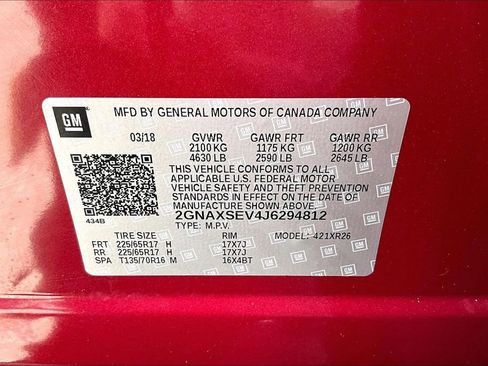 GM
MFD BY GENERAL MOTORS OF CANADA COMPANY
03/18 GVWR GAWR FRT GAWR RR
2100 KG 1175 KG 1200 KG
4630 LB 2590 LB 2645 LB
THIS VEHICLE CONFORMS TO ALL
APPLICABLE U.S. FEDERAL MOTOR
VEHICLE SAFETY AND THEFT PREVENTION
STANDARDS IN EFFECT ON THE DATE OF
MANUFACTURE SHOWN ABOVE.
434B 2GNAXSEV4J6294812
TYPE: M.P.V.
TIRE SIZE RIM MODEL: 421XR26
FRT 225/65R17 H 17X7J
RR 225/65R17 H 17X7J
SPA T135/70R16 M 16X4BT